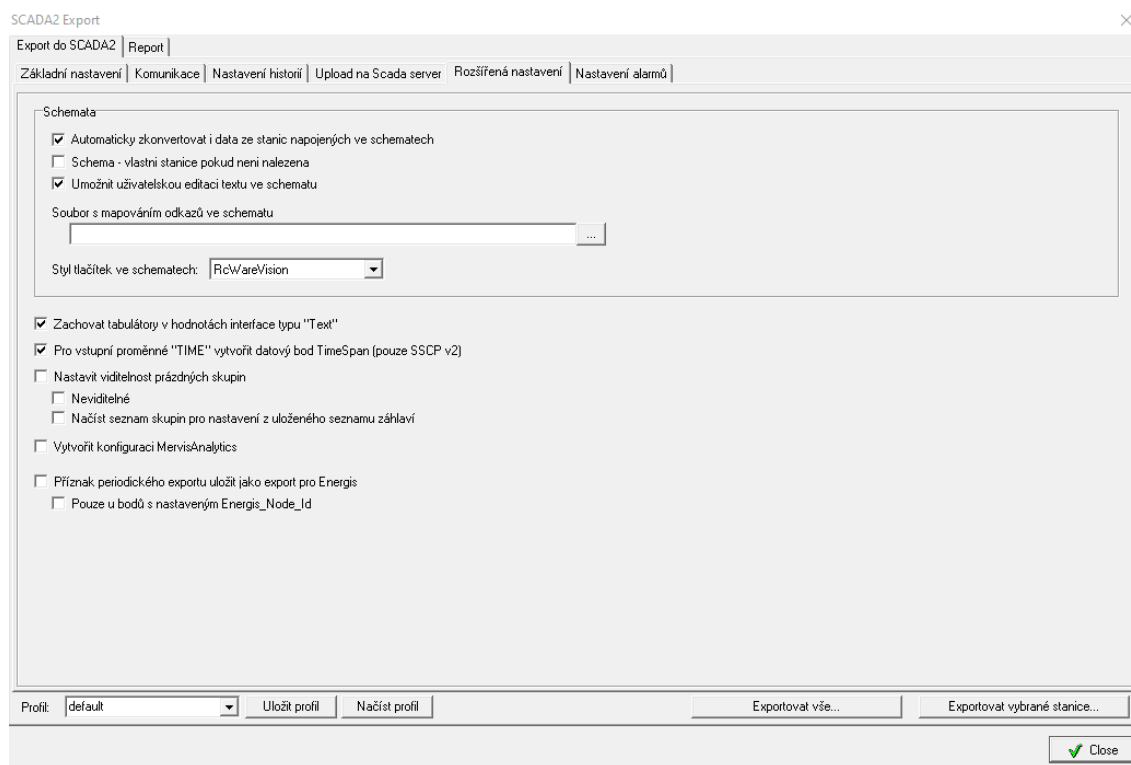 SCADA2 Export
Export do SCADA2 Report
Základní nastavení Komunikace Nastavení historií Upload na Scada server Rozšířená nastavení Nastavení alarmů
Schemata
Automaticky zkonvertovat i data ze stanic napojených ve schematech
Schema - vlastni stanice pokud neni nalezena
Umožnit uživatelskou editaci textu ve schematu
Soubor s mapováním odkazů ve schematu
...
Styl tlačítek ve schematech: RcWareVision
Zachovat tabulátory v hodnotách interface typu "Text"
Pro vstupní proměnné "TIME" vytvořit datový bod TimeSpan (pouze SSCP v2)
Nastavit viditelnost prázdných skupin
Neviditelné
Načíst seznam skupin pro nastavení z uloženého seznamu záhlaví
Vytvořit konfiguraci MervisAnalytics
Příznak periodického exportu uložit jako export pro Energis
Pouze u bodů s nastaveným Energis_Node_Id
Profil: default Uložit profil Načíst profil Exportovat vše... Exportovat vybrané stanice...
Close